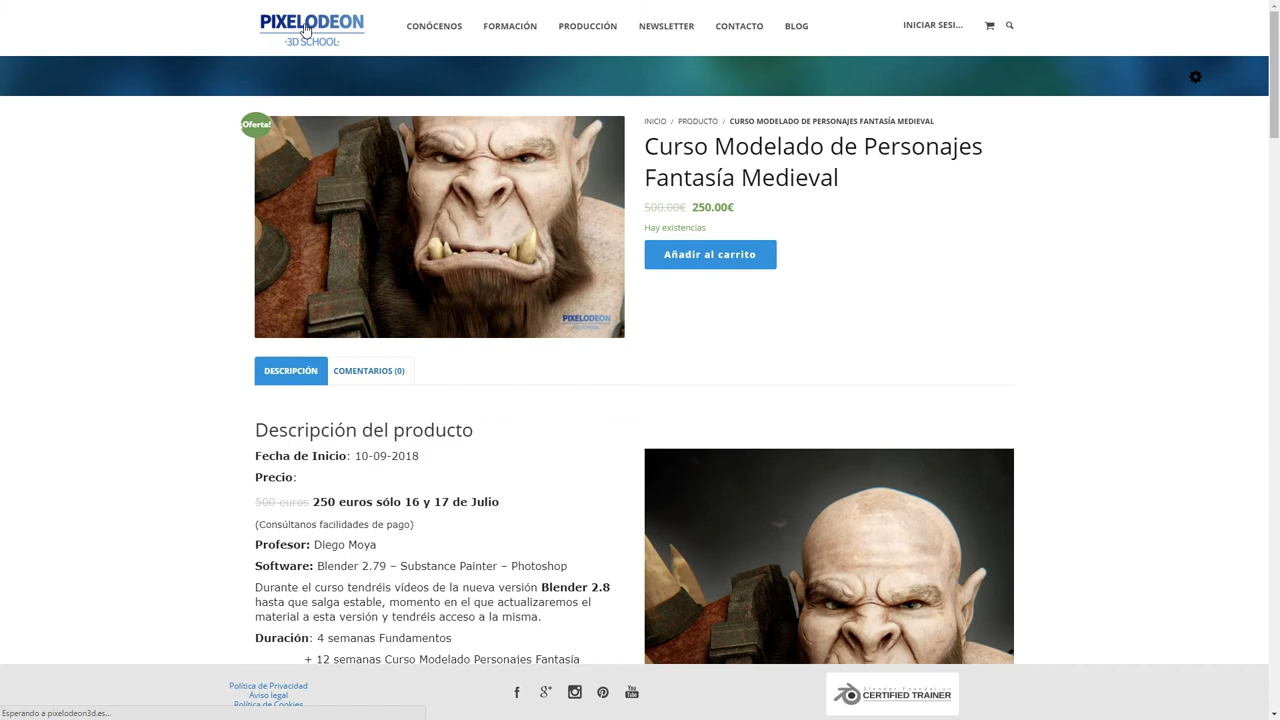 PIXELODEON
·3D SCHOOL·
CONÓCENOS
FORMACIÓN
PRODUCCIÓN
NEWSLETTER
CONTACTO
BLOG
INICIAR SESI...
¡Oferta!
PIXELODEON
INICIO / PRODUCTO / CURSO MODELADO DE PERSONAJES FANTASÍA MEDIEVAL
Curso Modelado de Personajes
Fantasía Medieval
500.00€ 250.00€
Hay existencias
Añadir al carrito
DESCRIPCIÓN
COMENTARIOS (0)
Descripción del producto
Fecha de Inicio: 10-09-2018
Precio:
500 euros 250 euros sólo 16 y 17 de Julio
(Consúltanos facilidades de pago)
Profesor: Diego Moya
Software: Blender 2.79 – Substance Painter – Photoshop
Durante el curso tendréis vídeos de la nueva versión Blender 2.8
hasta que salga estable, momento en el que actualizaremos el
material a esta versión y tendréis acceso a la misma.
Duración: 4 semanas Fundamentos
+ 12 semanas Curso Modelado Personajes Fantasía
Política de Privacidad
Aviso legal
Política de Cookies
You
Tube
Blender Foundation
CERTIFIED TRAINER
Esperando a pixelodeon3d.es...